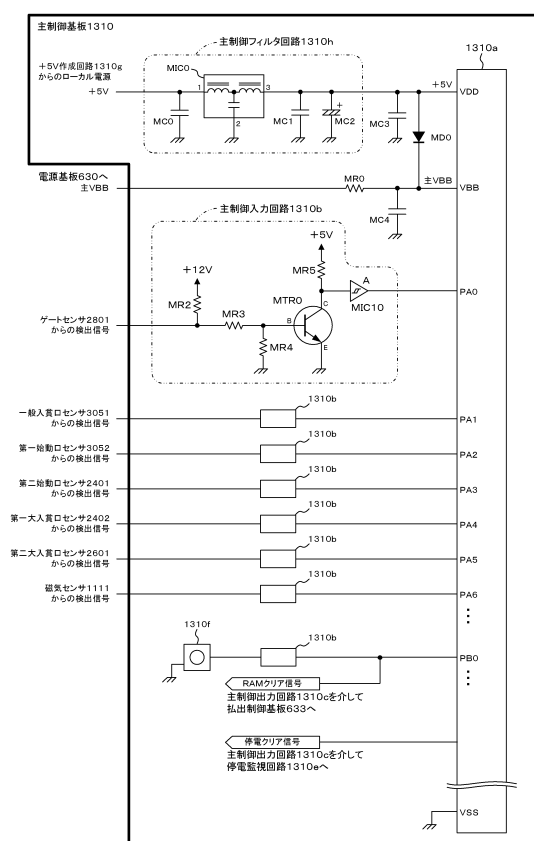 主制御基板1310
主制御フィルタ回路1310h
1310a
+5V作成回路1310g
からのローカル電源
+5V
MIC0
1
3
2
MC0
MC1
+
MC2
MC3
+5V
VDD
MD0
電源基板630へ
主VBB
MR0
主VBB
VBB
MC4
主制御入力回路1310b
+5V
MR5
+12V
MR2
A
MIC10
PA0
MTR0
C
B
E
MR3
MR4
ゲートセンサ2801
からの検出信号
一般入賞口センサ3051
からの検出信号
1310b
PA1
第一始動口センサ3052
からの検出信号
1310b
PA2
第二始動口センサ2401
からの検出信号
1310b
PA3
第一大入賞口センサ2402
からの検出信号
1310b
PA4
第二大入賞口センサ2601
からの検出信号
1310b
PA5
磁気センサ1111
からの検出信号
1310b
PA6
1310f
1310b
PB0
RAMクリア信号
主制御出力回路1310cを介して
払出制御基板633へ
停電クリア信号
主制御出力回路1310cを介して
停電監視回路1310eへ
VSS